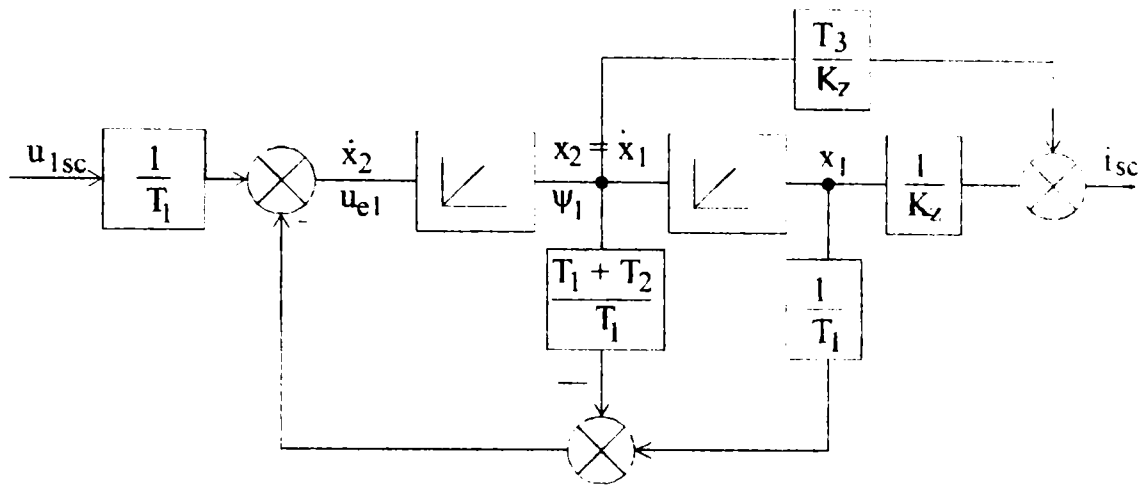 T3
Kz
u1sc
1
T1
ẋ2
ue1
x2 = ẋ1
ψ1
x1
1
Kz
isc
-
T1 + T2
T1
1
T1
—